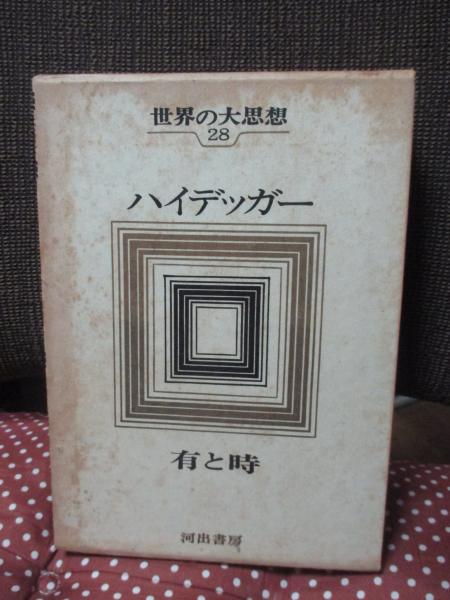 世界の大思想
28
ハイデッガー
有と時
河出書房